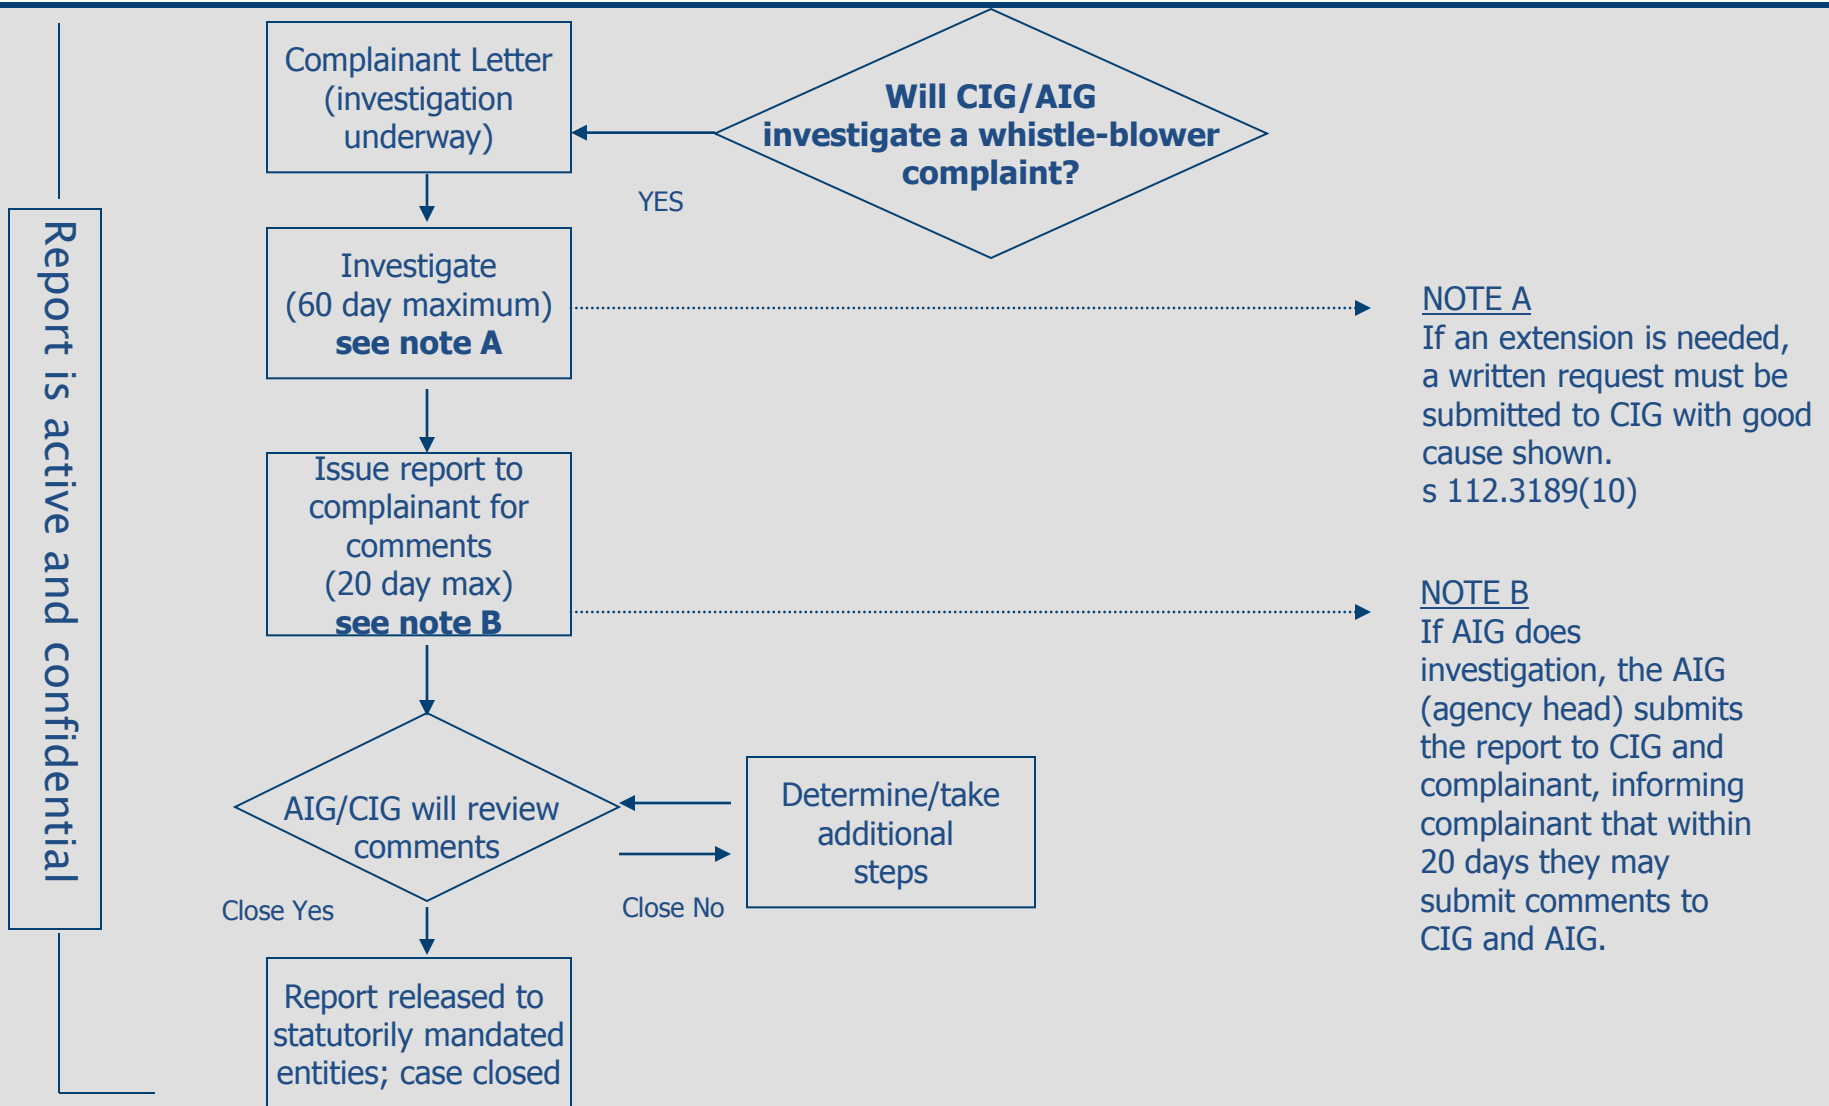 Report is active and confidential
Complainant Letter
(investigation
underway)
Will CIG/AIG
investigate a whistle-blower
complaint?
YES
Investigate
(60 day maximum)
see note A
NOTE A
If an extension is needed,
a written request must be
submitted to CIG with good
cause shown.
s 112.3189(10)
Issue report to
complainant for
comments
(20 day max)
see note B
NOTE B
If AIG does
investigation, the AIG
(agency head) submits
the report to CIG and
complainant, informing
complainant that within
20 days they may
submit comments to
CIG and AIG.
AIG/CIG will review
comments
Determine/take
additional
steps
Close Yes
Close No
Report released to
statutorily mandated
entities; case closed